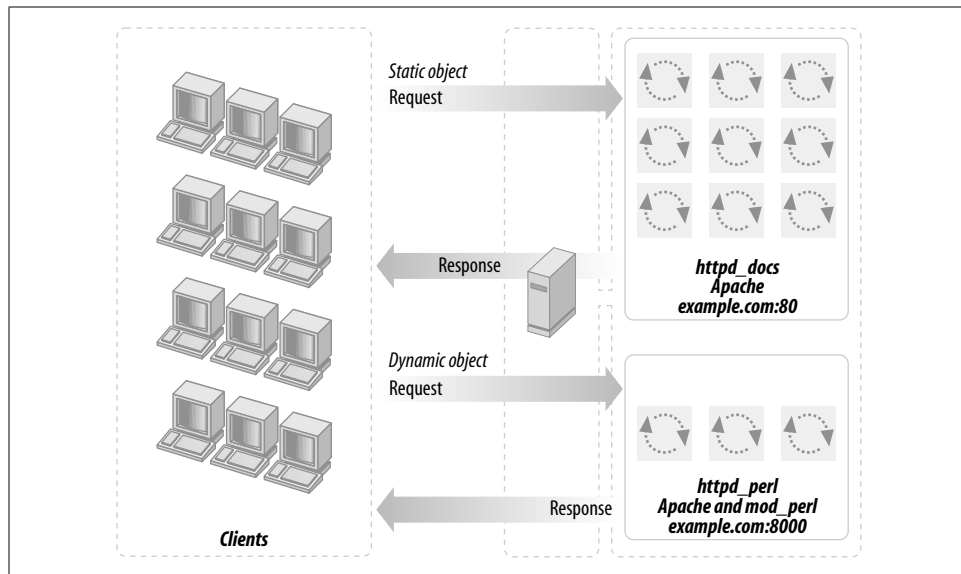 Static object
Request
Response
httpd_docs
Apache
example.com:80
Dynamic object
Request
Response
httpd_perl
Apache and mod_perl
example.com:8000
Clients